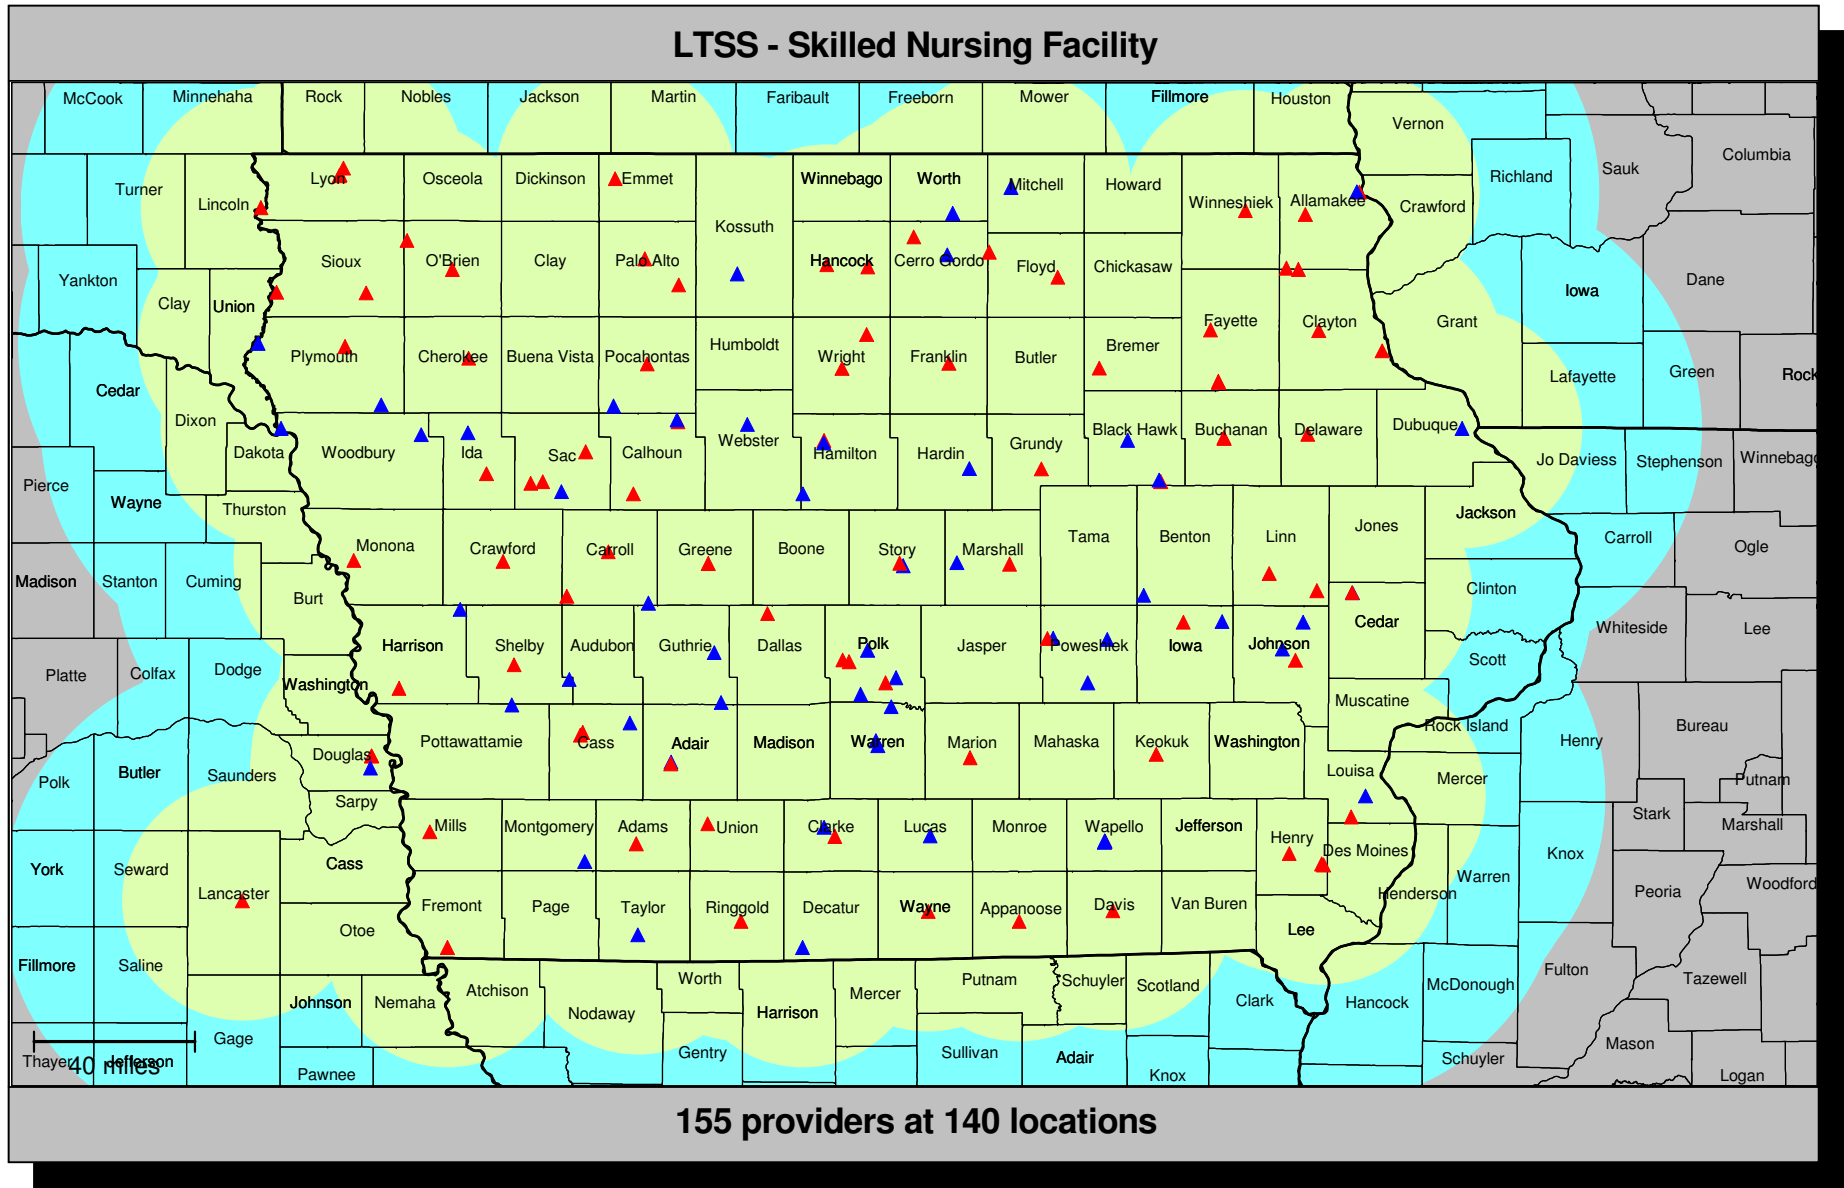 LTSS - Skilled Nursing Facility
McCook Minnehaha Rock Nobles Jackson Martin Faribault Freeborn Mower Fillmore Houston
Vernon
Columbia
Sauk
Turner Lyon Osceola Dickinson Emmet Winnebago Worth Mitchell Howard Richland
Lincoln Winneshiek Allamakee Crawford
Kossuth
Yankton Sioux O'Brien Clay Palo Alto Hancock Cerro Gordo Floyd Chickasaw Dane
Clay Union Iowa
Fayette Clayton Grant
Plymouth Cherokee Buena Vista Pocahontas Humboldt Wright Franklin Butler Bremer
Cedar Lafayette Green Rock
Dixon Webster Black Hawk Buchanan Delaware Dubuque
Dakota Woodbury Ida Sac Calhoun Hamilton Hardin Grundy Jo Daviess Stephenson Winnebago
Pierce
Wayne Thurston Jackson
Monona Crawford Carroll Greene Boone Story Marshall Tama Benton Linn Jones Carroll Ogle
Madison Stanton Cuming Burt Clinton
Cedar Whiteside Lee
Harrison Shelby Audubon Guthrie Dallas Polk Jasper Poweshiek Iowa Johnson
Platte Colfax Dodge Washington Scott
Muscatine
Rock Island Bureau
Pottawattamie Cass Adair Madison Warren Marion Mahaska Keokuk Washington Henry
Polk Butler Saunders Douglas Louisa Mercer Putnam
Sarpy Stark
Mills Montgomery Adams Union Clarke Lucas Monroe Wapello Jefferson Henry Marshall
York Seward Cass Des Moines Knox
Lancaster Henderson Warren Peoria Woodford
Fremont Page Taylor Ringgold Decatur Wayne Appanoose Davis Van Buren
Otoe Lee
Fillmore Saline Fulton
Johnson Nemaha Atchison Nodaway Worth Harrison Mercer Putnam Schuyler Scotland Clark Hancock McDonough Tazewell
Gage Gentry Sullivan Adair Schuyler Mason
Thayer Jefferson
40 miles
Pawnee Knox Logan
155 providers at 140 locations